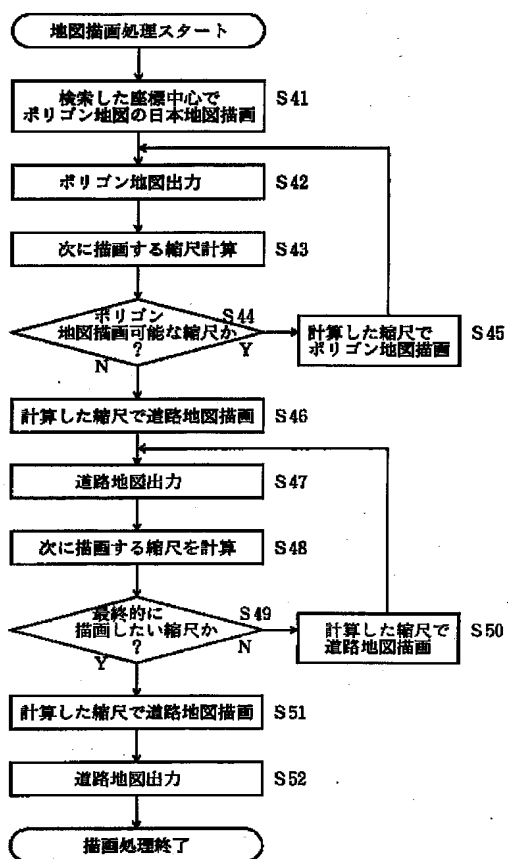 地図描画処理スタート
検索した座標中心で
ポリゴン地図の日本地図描画
S41
ポリゴン地図出力
S42
次に描画する縮尺計算
S43
ポリゴン
地図描画可能な縮尺か
?
S44
N
Y
計算した縮尺で
ポリゴン地図描画
S45
計算した縮尺で道路地図描画
S46
道路地図出力
S47
次に描画する縮尺を計算
S48
最終的に
描画したい縮尺か
?
S49
Y
N
計算した縮尺で
道路地図描画
S50
計算した縮尺で道路地図描画
S51
道路地図出力
S52
描画処理終了